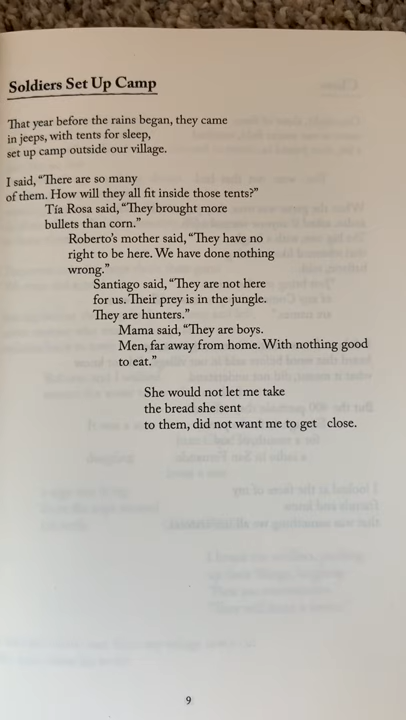 Soldiers Set Up Camp
That year before the rains began, they came
in jeeps, with tents for sleep,
set up camp outside our village.
I said, “There are so many
of them. How will they all fit inside those tents?”
Tía Rosa said, “They brought more
bullets than corn.”
Roberto’s mother said, “They have no
right to be here. We have done nothing
wrong.”
Santiago said, “They are not here
for us. Their prey is in the jungle.
They are hunters.”
Mama said, “They are boys.
Men, far away from home. With nothing good
to eat.”
She would not let me take
the bread she sent
to them, did not want me to get close.
9